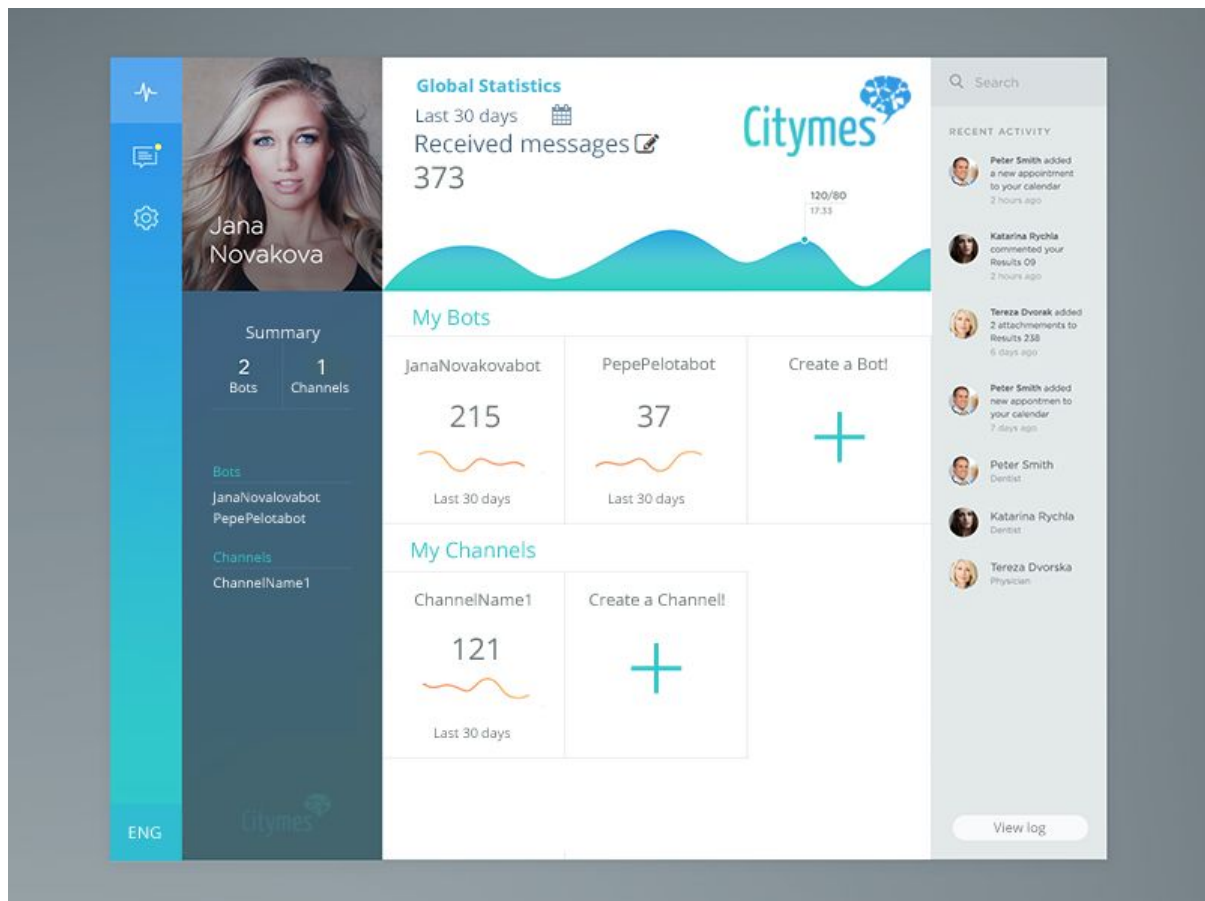 Jana
Novakova
Summary
2
Bots
1
Channels
Bots
JanaNovalovabot
PepePelotabot
Channels
ChannelName1
Citymes
ENG
Global Statistics
Last 30 days
Received messages
373
Citymes
120/80
17:33
My Bots
JanaNovakovabot
215
Last 30 days
PepePelotabot
37
Last 30 days
Create a Bot!
My Channels
ChannelName1
121
Last 30 days
Create a Channel!
Search
RECENT ACTIVITY
Peter Smith added
a new appointment
to your calendar
2 hours ago
Katarina Rychla
commented your
Results 09
2 hours ago
Tereza Dvorak added
2 attachmements to
Results 238
6 days ago
Peter Smith added
new appointmen to
your calendar
7 days ago
Peter Smith
Dentist
Katarina Rychla
Dentist
Tereza Dvorska
Physician
View log